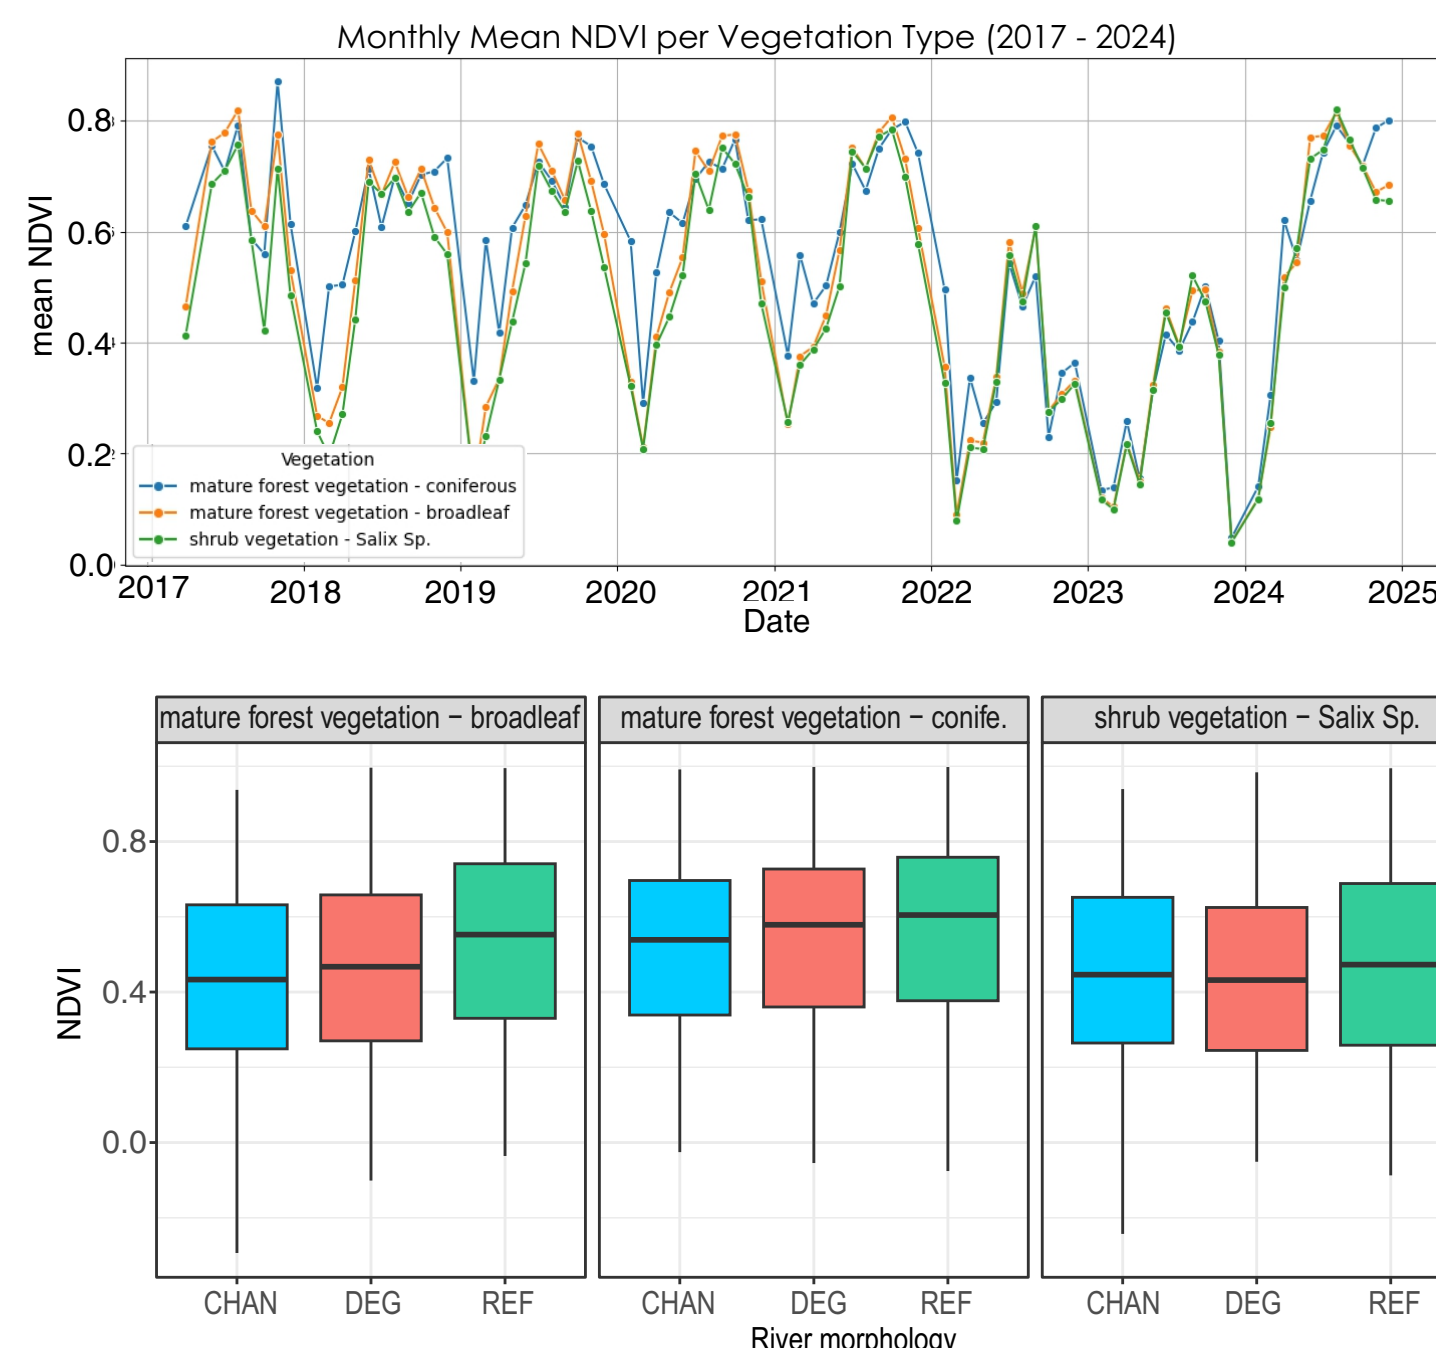 Monthly Mean NDVI per Vegetation Type (2017 - 2024)
mean NDVI
0.8
0.6
0.4
0.2
0.0
Vegetation
mature forest vegetation - coniferous
mature forest vegetation - broadleaf
shrub vegetation - Salix Sp.
2017 2018 2019 2020 2021 2022 2023 2024 2025
Date
mature forest vegetation − broadleaf mature forest vegetation − conife. shrub vegetation − Salix Sp.
NDVI
0.8
0.4
0.0
CHAN DEG REF CHAN DEG REF CHAN DEG REF
River morphology